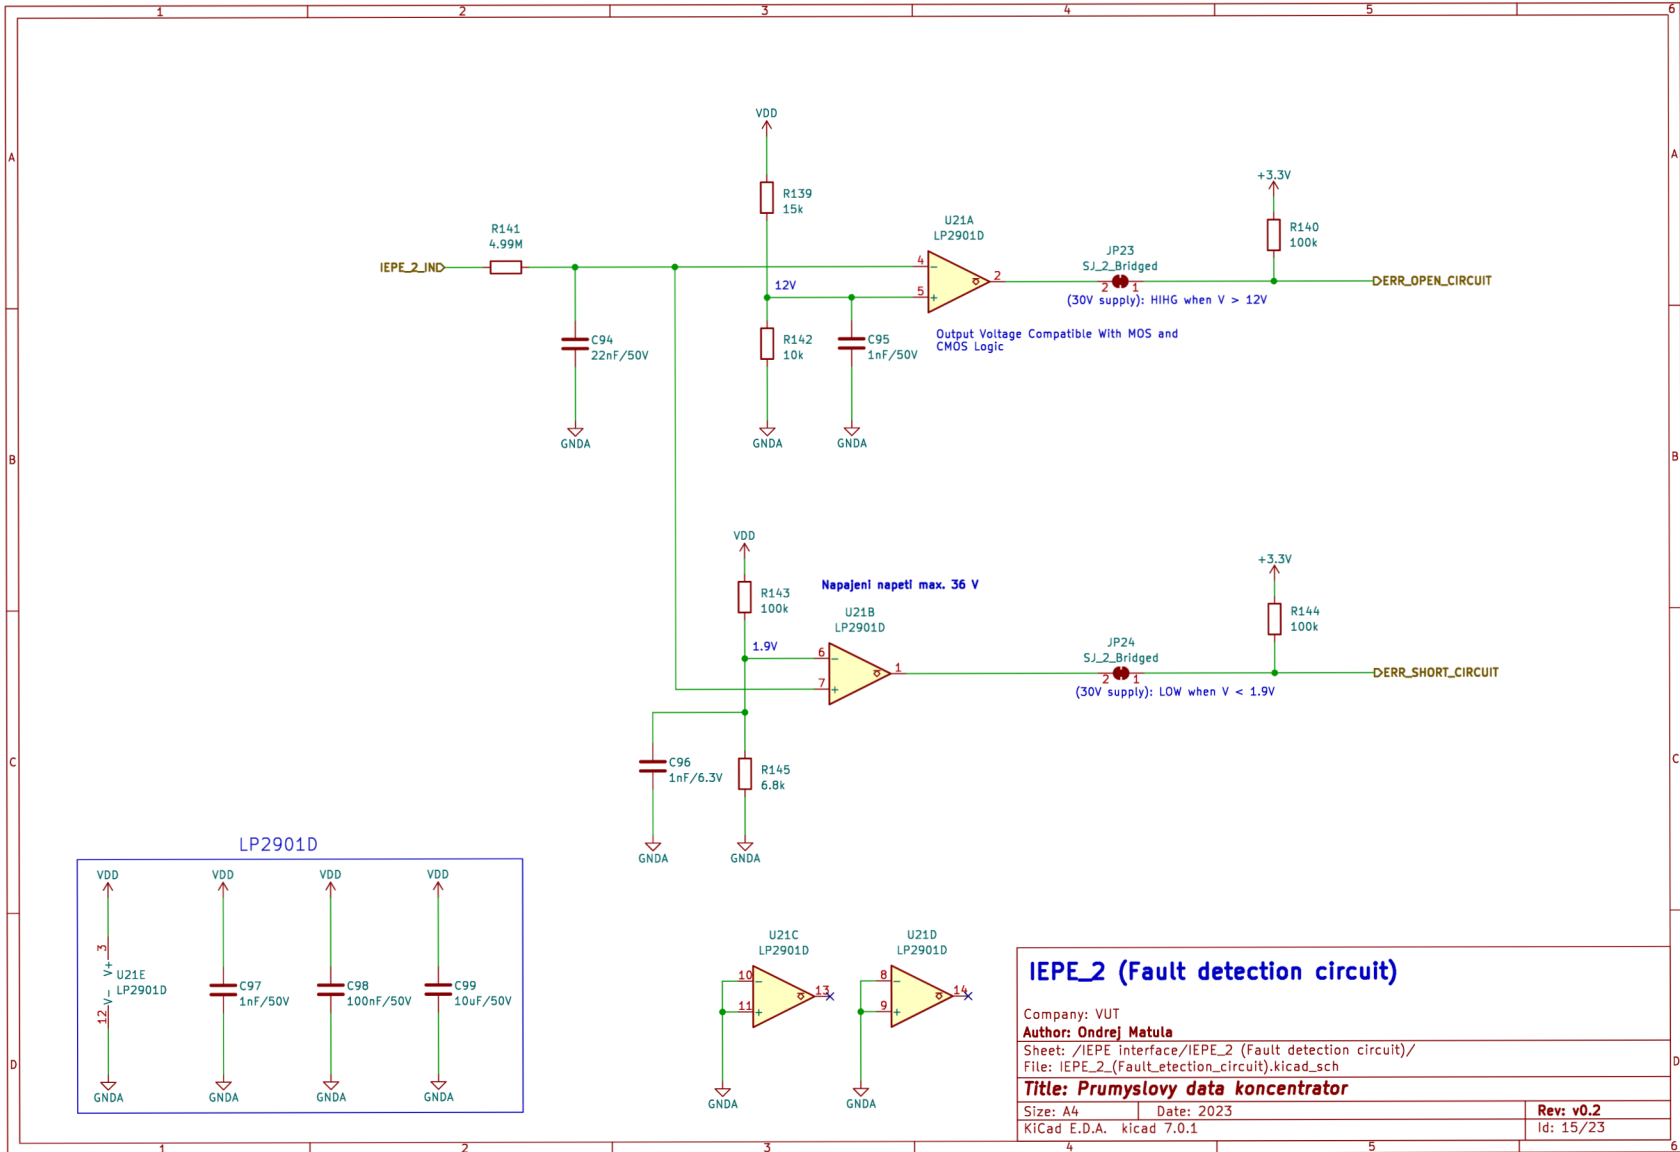 1 2 3 4 5 6
A
A
B
B
C
C
D
D
VDD
R139
15k
R141
4.99M
IEPE_2_IN
12V
U21A
LP2901D
4
5
2
-
+
JP23
SJ_2_Bridged
2 1
(30V supply): HIHG when V > 12V
+3.3V
R140
100k
ERR_OPEN_CIRCUIT
Output Voltage Compatible With MOS and
CMOS Logic
C94
22nF/50V
R142
10k
C95
1nF/50V
GNDA
GNDA
GNDA
VDD
R143
100k
Napajeni napeti max. 36 V
U21B
LP2901D
1.9V
6
7
1
-
+
JP24
SJ_2_Bridged
2 1
(30V supply): LOW when V < 1.9V
+3.3V
R144
100k
ERR_SHORT_CIRCUIT
C96
1nF/6.3V
R145
6.8k
GNDA
GNDA
LP2901D
VDD
VDD
VDD
VDD
3
V+
U21E
LP2901D
V-
12
C97
1nF/50V
C98
100nF/50V
C99
10uF/50V
GNDA
GNDA
GNDA
GNDA
U21C
LP2901D
10
11
13
-
+
GNDA
U21D
LP2901D
8
9
14
-
+
GNDA
IEPE_2 (Fault detection circuit)
Company: VUT
Author: Ondrej Matula
Sheet: /IEPE interface/IEPE_2 (Fault detection circuit)/
File: IEPE_2_(Fault_etection_circuit).kicad_sch
Title: Prumyslovy data koncentrator
Size: A4 Date: 2023 Rev: v0.2
KiCad E.D.A. kicad 7.0.1 Id: 15/23
1 2 3 4 5 6